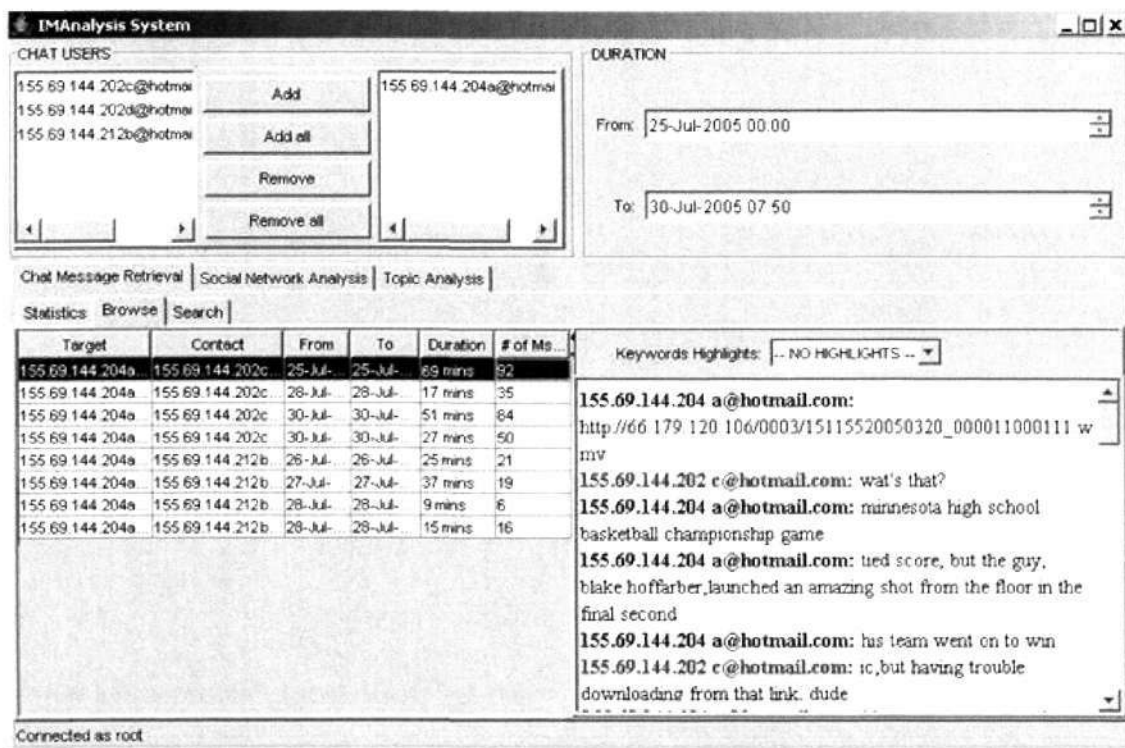 IMAnalysis System
CHAT USERS
155.69.144.202c@hotmai
155.69.144.202d@hotmai
155.69.144.212b@hotmai
Add
Add all
Remove
Remove all
155.69.144.204a@hotmai
DURATION
From: 25-Jul-2005 00.00
To: 30-Jul-2005 07.50
Chat Message Retrieval Social Network Analysis Topic Analysis
Statistics Browse Search
Target Contact From To Duration # of Ms...
155.69.144.204a... 155.69.144.202c... 25-Jul-... 25-Jul-... 69 mins 92
155.69.144.204a... 155.69.144.202c... 28-Jul-... 28-Jul-... 17 mins 35
155.69.144.204a... 155.69.144.202c... 30-Jul-... 30-Jul-... 51 mins 84
155.69.144.204a... 155.69.144.202c... 30-Jul-... 30-Jul-... 27 mins 50
155.69.144.204a... 155.69.144.212b... 26-Jul-... 26-Jul-... 25 mins 21
155.69.144.204a... 155.69.144.212b... 27-Jul-... 27-Jul-... 37 mins 19
155.69.144.204a... 155.69.144.212b... 28-Jul-... 28-Jul-... 9 mins 6
155.69.144.204a... 155.69.144.212b... 28-Jul-... 28-Jul-... 15 mins 16
Keywords Highlights: -- NO HIGHLIGHTS --
155.69.144.204 a@hotmail.com:
http://66.179.120.106/0003/15115520050320_000011000111.w
mv
155.69.144.202 c@hotmail.com: wat's that?
155.69.144.204 a@hotmail.com: minnesota high school
basketball championship game
155.69.144.204 a@hotmail.com: tied score, but the guy,
blake hoffarber,launched an amazing shot from the floor in the
final second
155.69.144.204 a@hotmail.com: his team went on to win
155.69.144.202 c@hotmail.com: ic,but having trouble
downloading from that link, dude
Connected as root